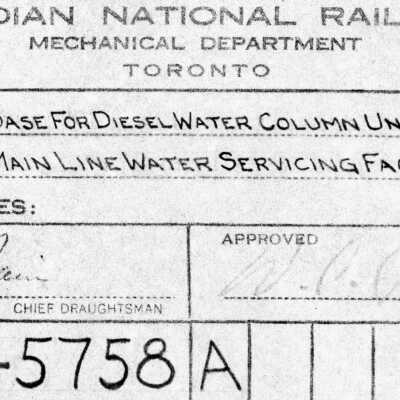 DIAN NATIONAL RAIL
MECHANICAL DEPARTMENT
TORONTO
BASE FOR DIESEL WATER COLUMN UN
MAIN LINE WATER SERVICING FAC
ES:
APPROVED
CHIEF DRAUGHTSMAN
-5758 A